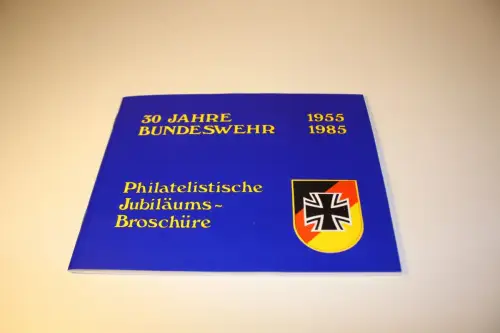 30 JAHRE 1955
BUNDESWEHR 1985
Philatelistische
Jubiläums~
Broschüre